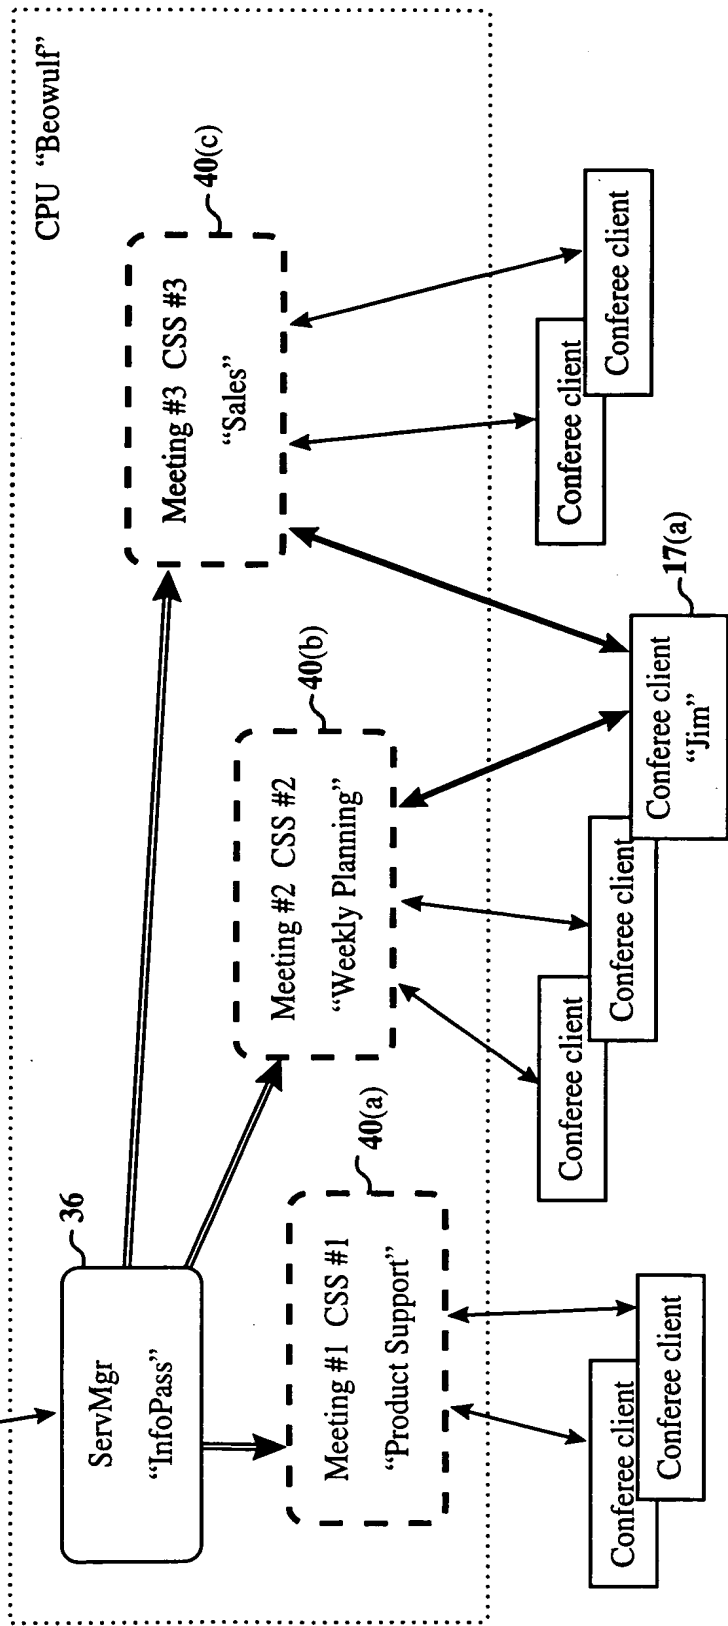 CPU “Beowulf”
36
ServMgr
“InfoPass”
40(a)
Meeting #1 CSS #1
“Product Support”
40(b)
Meeting #2 CSS #2
“Weekly Planning”
40(c)
Meeting #3 CSS #3
“Sales”
Conferee client
Conferee client
Conferee client
Conferee client
17(a)
Conferee client
“Jim”
Conferee client
Conferee client